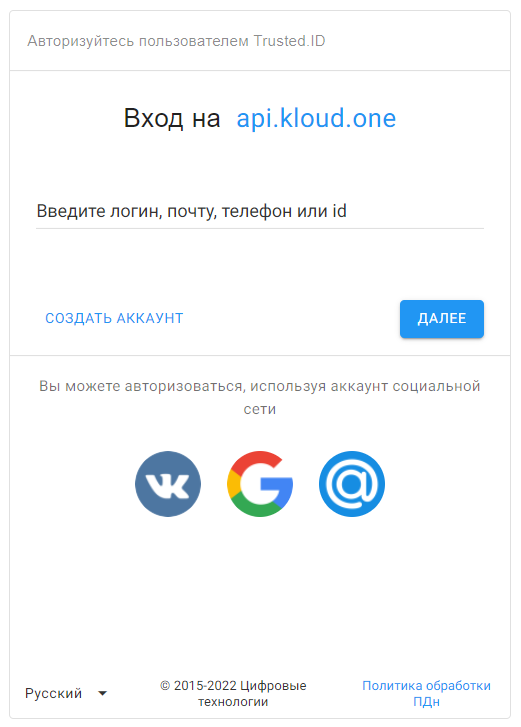 Авторизуйтесь пользователем Trusted.ID
Вход на api.kloud.one
Введите логин, почту, телефон или id
СОЗДАТЬ АККАУНТ
ДАЛЕЕ
Вы можете авторизоваться, используя аккаунт социальной
сети
Русский
© 2015-2022 Цифровые
технологии
Политика обработки
ПДн